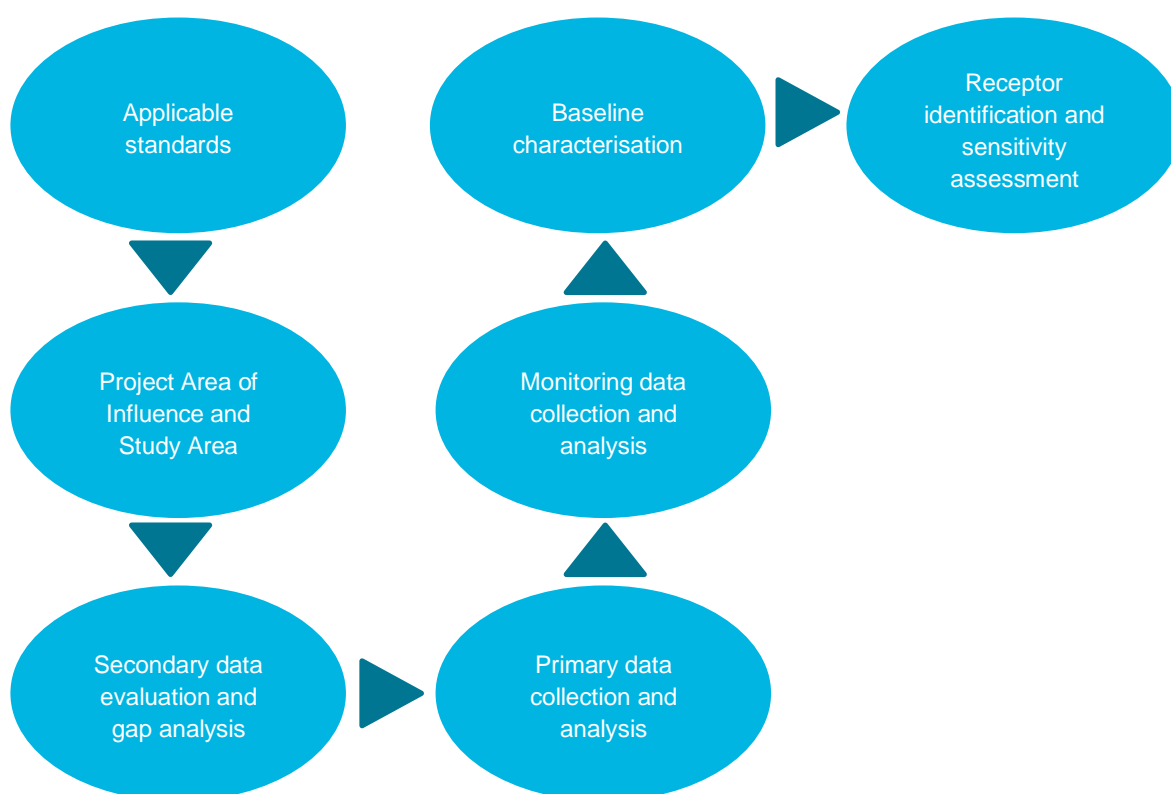 Applicable
standards
Project Area of
Influence and
Study Area
Secondary data
evaluation and
gap analysis
Primary data
collection and
analysis
Monitoring data
collection and
analysis
Baseline
characterisation
Receptor
identification and
sensitivity
assessment